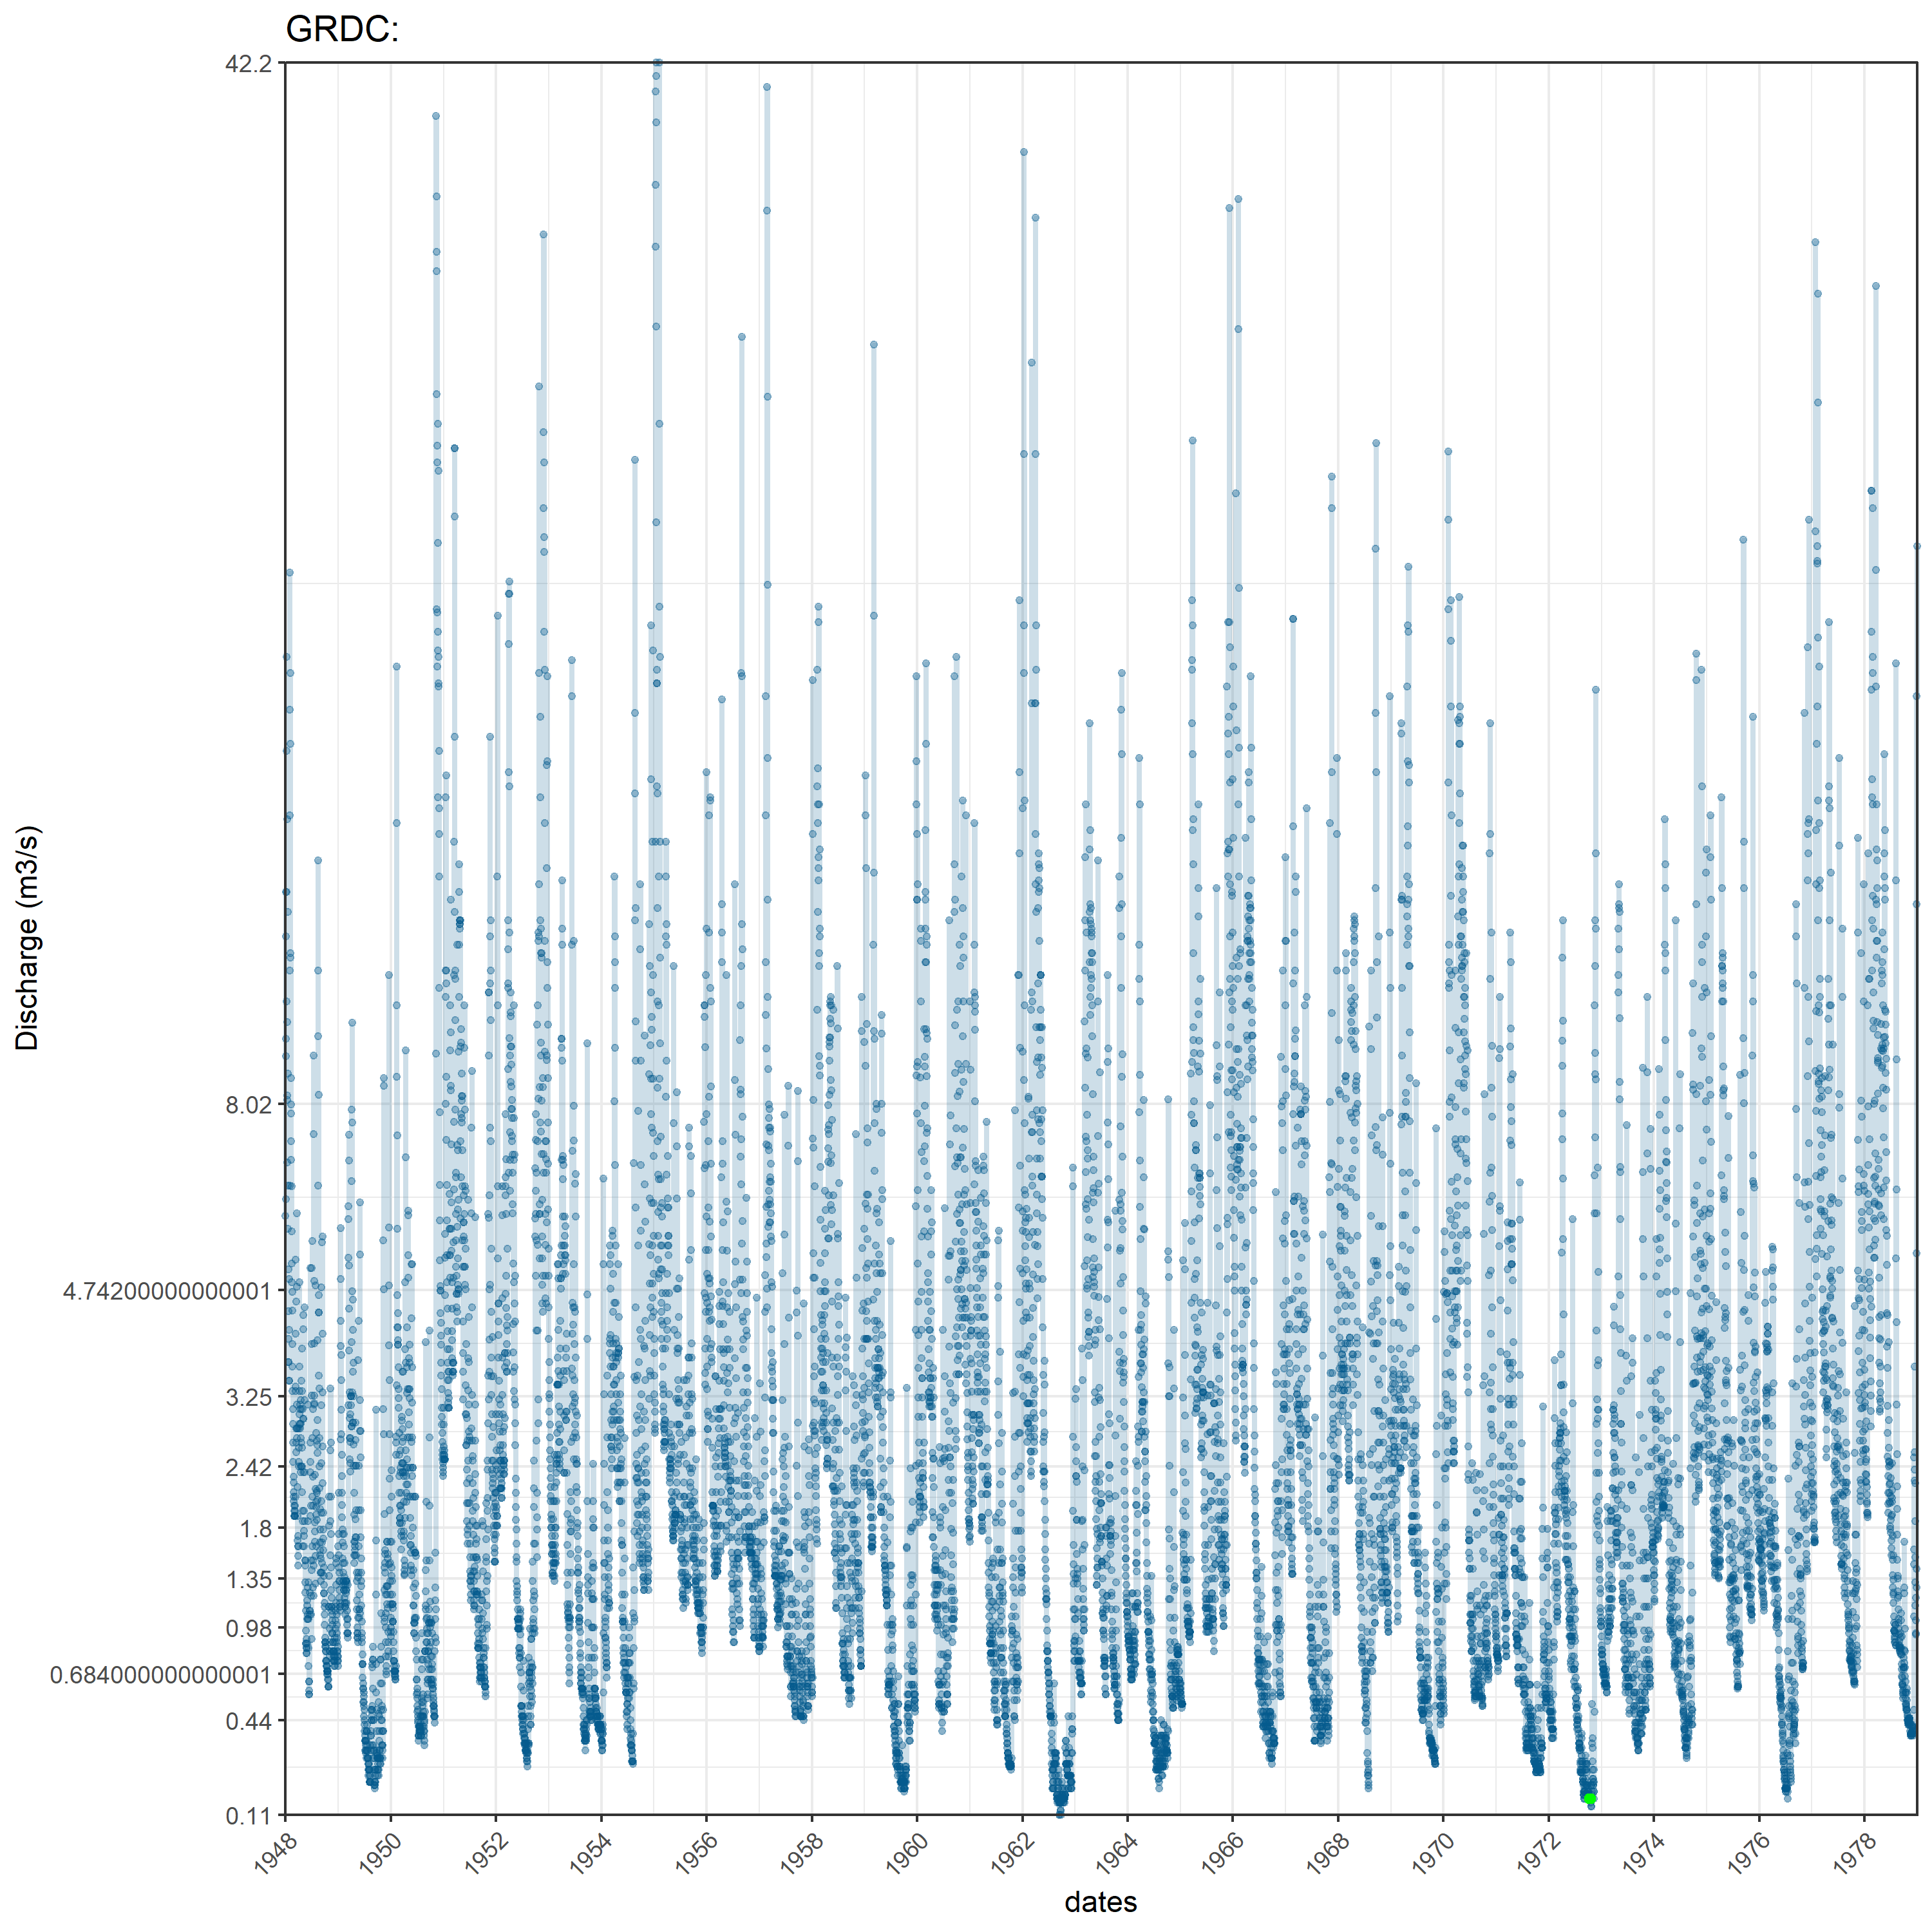 GRDC:
42.2
8.02
4.74200000000001
3.25
2.42
1.8
1.35
0.98
0.684000000000001
0.44
0.11
Discharge (m3/s)
1948 1950 1952 1954 1956 1958 1960 1962 1964 1966 1968 1970 1972 1974 1976 1978
dates